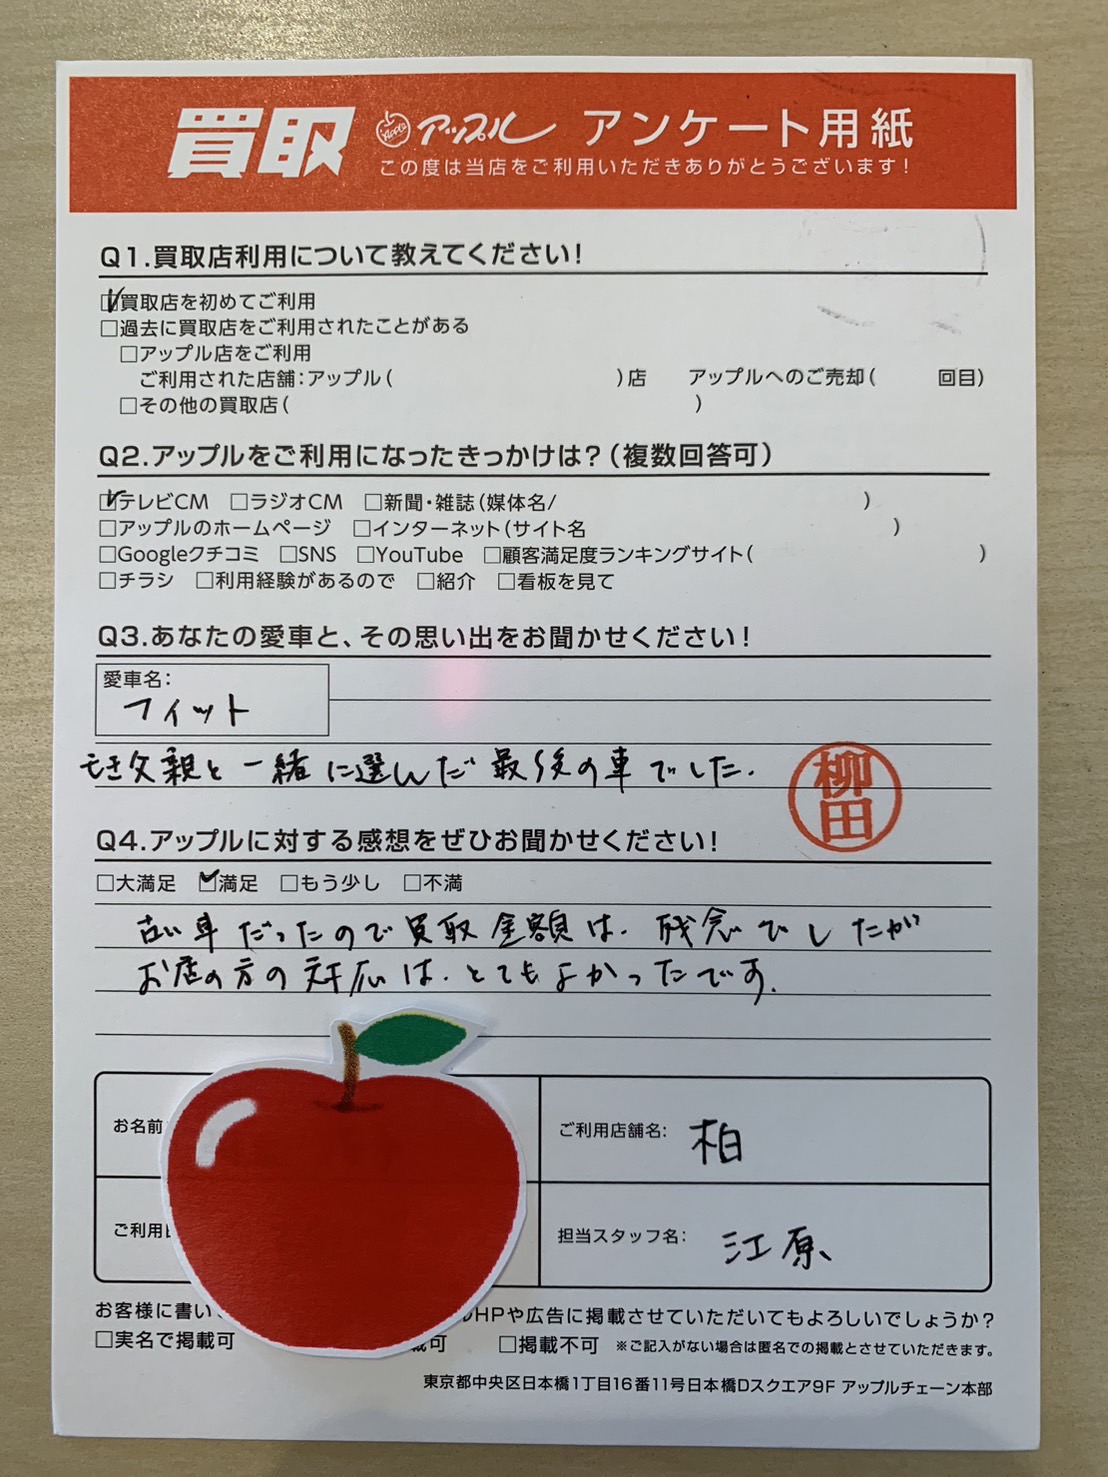 買取 Apple アップル アンケート用紙
この度は当店をご利用いただきありがとうございます!
Q1.買取店利用について教えてください!
□買取店を初めてご利用
□過去に買取店をご利用されたことがある
□アップル店をご利用
ご利用された店舗:アップル( )店 アップルへのご売却( 回目)
□その他の買取店( )
Q2.アップルをご利用になったきっかけは?(複数回答可)
□テレビCM □ラジオCM □新聞・雑誌(媒体名/ )
□アップルのホームページ □インターネット(サイト名 )
□Googleクチコミ □SNS □YouTube □顧客満足度ランキングサイト( )
□チラシ □利用経験があるので □紹介 □看板を見て
Q3.あなたの愛車と、その思い出をお聞かせください!
愛車名:
フィット
父親と一緒に選んだ最後の車でした.
柳田
Q4.アップルに対する感想をぜひお聞かせください!
□大満足 □満足 □もう少し □不満
古い車だったので買取金額は、残念でしたが
お店の方の対応は、とてもよかったです.
お名前
ご利用店舗名: 柏
ご利用
担当スタッフ名: 江原
お客様に書い HPや広告に掲載させていただいてもよろしいでしょうか?
□実名で掲載可 載可 □掲載不可 ※ご記入がない場合は匿名での掲載とさせていただきます。
東京都中央区日本橋1丁目16番11号日本橋Dスクエア9F アップルチェーン本部